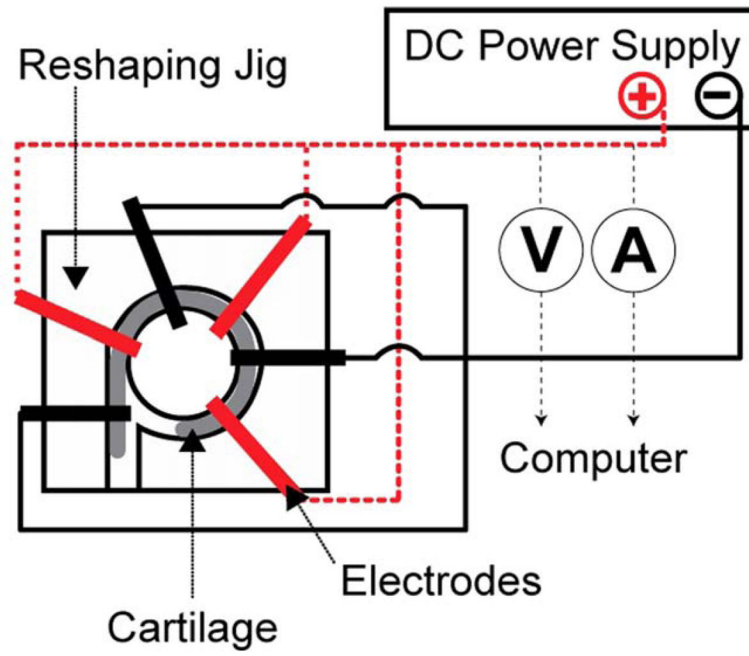 DC Power Supply
Reshaping Jig
+ −
V A
Computer
Electrodes
Cartilage